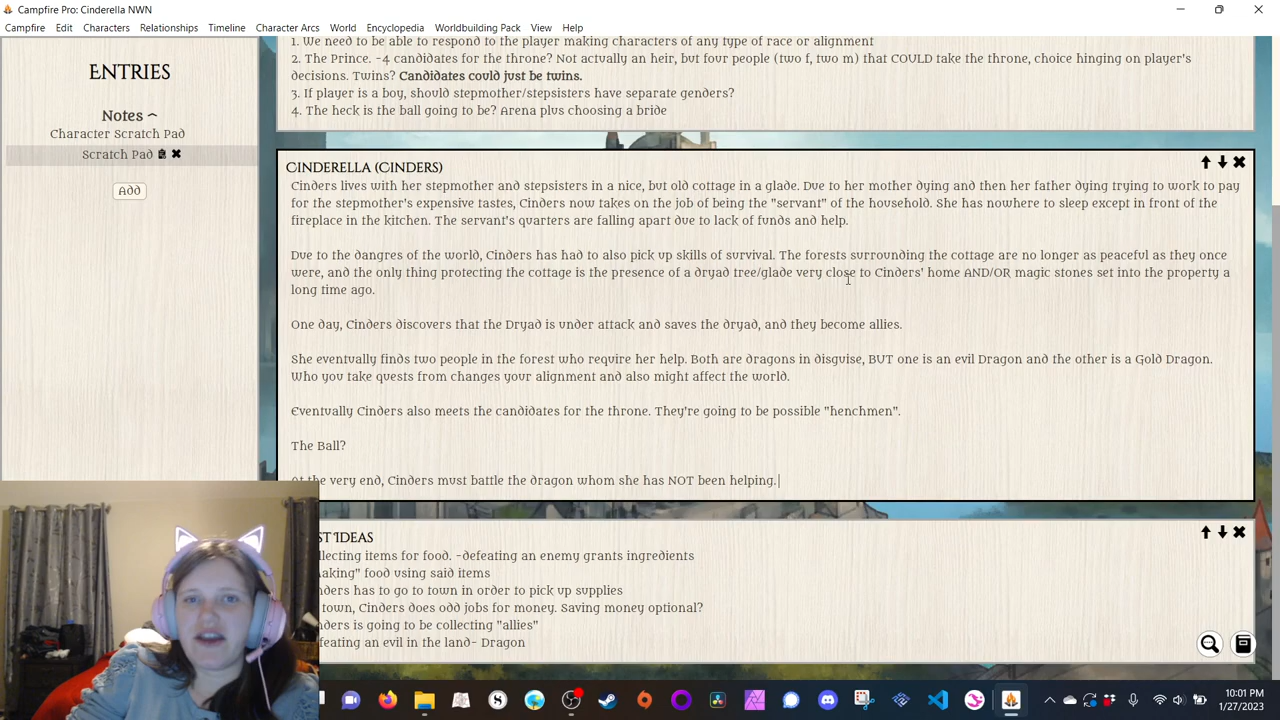 Campfire Pro: Cinderella NWN
Campfire Edit Characters Relationships Timeline Character Arcs World Encyclopedia Worldbuilding Pack View Help
ENTRIES
Notes
Character Scratch Pad
Scratch Pad
Add
1. We need to be able to respond to the player making characters of any type of race or alignment
2. The Prince. -4 candidates for the throne? Not actually an heir, but four people (two f, two m) that COULD take the throne, choice hinging on player's
decisions. Twins? Candidates could just be twins.
3. If player is a boy, should stepmother/stepsisters have separate genders?
4. The heck is the ball going to be? Arena plus choosing a bride
CINDERELLA (CINDERS)
Cinders lives with her stepmother and stepsisters in a nice, but old cottage in a glade. Due to her mother dying and then her father dying trying to work to pay
for the stepmother's expensive tastes, Cinders now takes on the job of being the "servant" of the household. She has nowhere to sleep except in front of the
fireplace in the kitchen. The servant's quarters are falling apart due to lack of funds and help.
Due to the dangres of the world, Cinders has had to also pick up skills of survival. The forests surrounding the cottage are no longer as peaceful as they once
were, and the only thing protecting the cottage is the presence of a dryad tree/glade very close to Cinders' home AND/OR magic stones set into the property a
long time ago.
One day, Cinders discovers that the Dryad is under attack and saves the dryad, and they become allies.
She eventually finds two people in the forest who require her help. Both are dragons in disguise, BUT one is an evil Dragon and the other is a Gold Dragon.
Who you take quests from changes your alignment and also might affect the world.
Eventually Cinders also meets the candidates for the throne. They're going to be possible "henchmen".
The Ball?
At the very end, Cinders must battle the dragon whom she has NOT been helping.
ST IDEAS
llecting items for food. -defeating an enemy grants ingredients
aking" food using said items
nders has to go to town in order to pick up supplies
town, Cinders does odd jobs for money. Saving money optional?
nders is going to be collecting "allies"
feating an evil in the land- Dragon
10:01 PM
1/27/2023